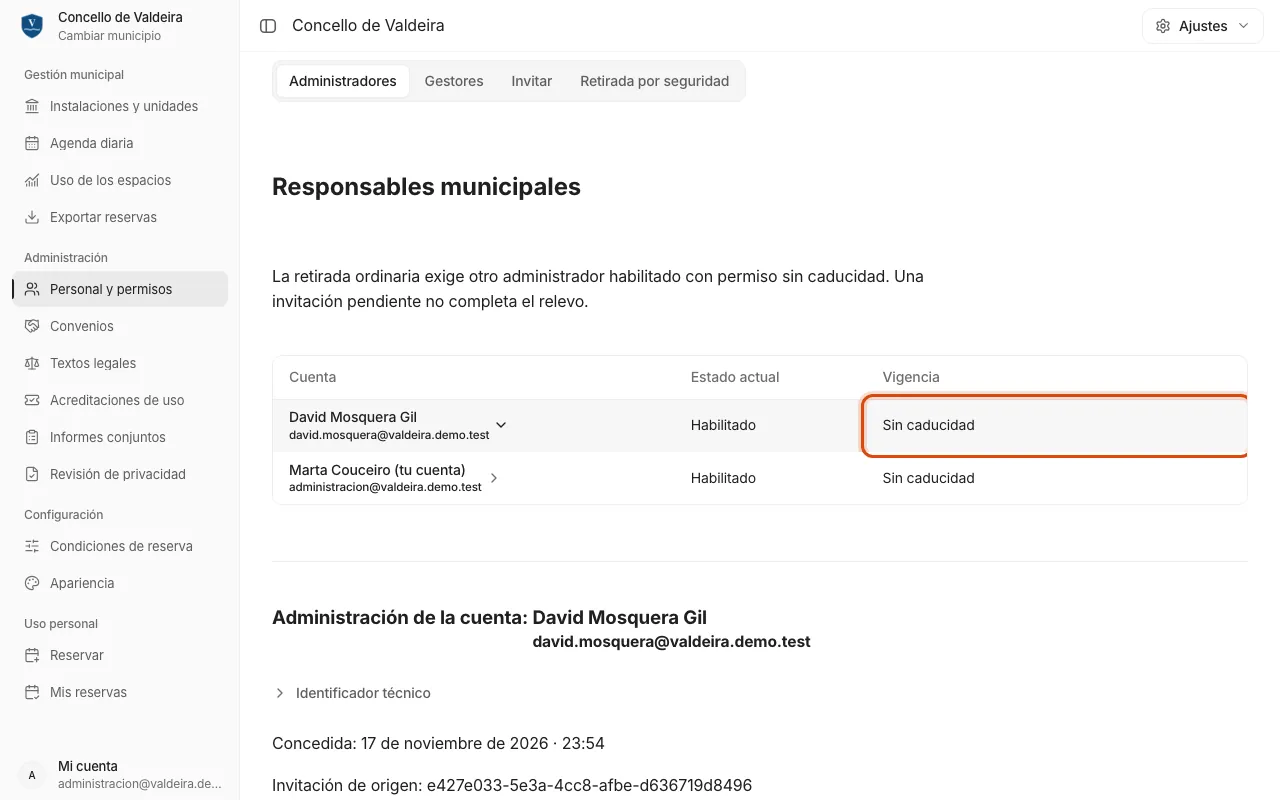 Concello de Valdeira
Cambiar municipio
Gestión municipal
Instalaciones y unidades
Agenda diaria
Uso de los espacios
Exportar reservas
Administración
Personal y permisos
Convenios
Textos legales
Acreditaciones de uso
Informes conjuntos
Revisión de privacidad
Configuración
Condiciones de reserva
Apariencia
Uso personal
Reservar
Mis reservas
A
Mi cuenta
administracion@valdeira.de...
Concello de Valdeira
Ajustes
Administradores Gestores Invitar Retirada por seguridad
Responsables municipales
La retirada ordinaria exige otro administrador habilitado con permiso sin caducidad. Una
invitación pendiente no completa el relevo.
Cuenta Estado actual Vigencia
David Mosquera Gil
david.mosquera@valdeira.demo.test
Habilitado Sin caducidad
Marta Couceiro (tu cuenta)
administracion@valdeira.demo.test
Habilitado Sin caducidad
Administración de la cuenta: David Mosquera Gil
david.mosquera@valdeira.demo.test
Identificador técnico
Concedida: 17 de noviembre de 2026 · 23:54
Invitación de origen: e427e033-5e3a-4cc8-afbe-d636719d8496